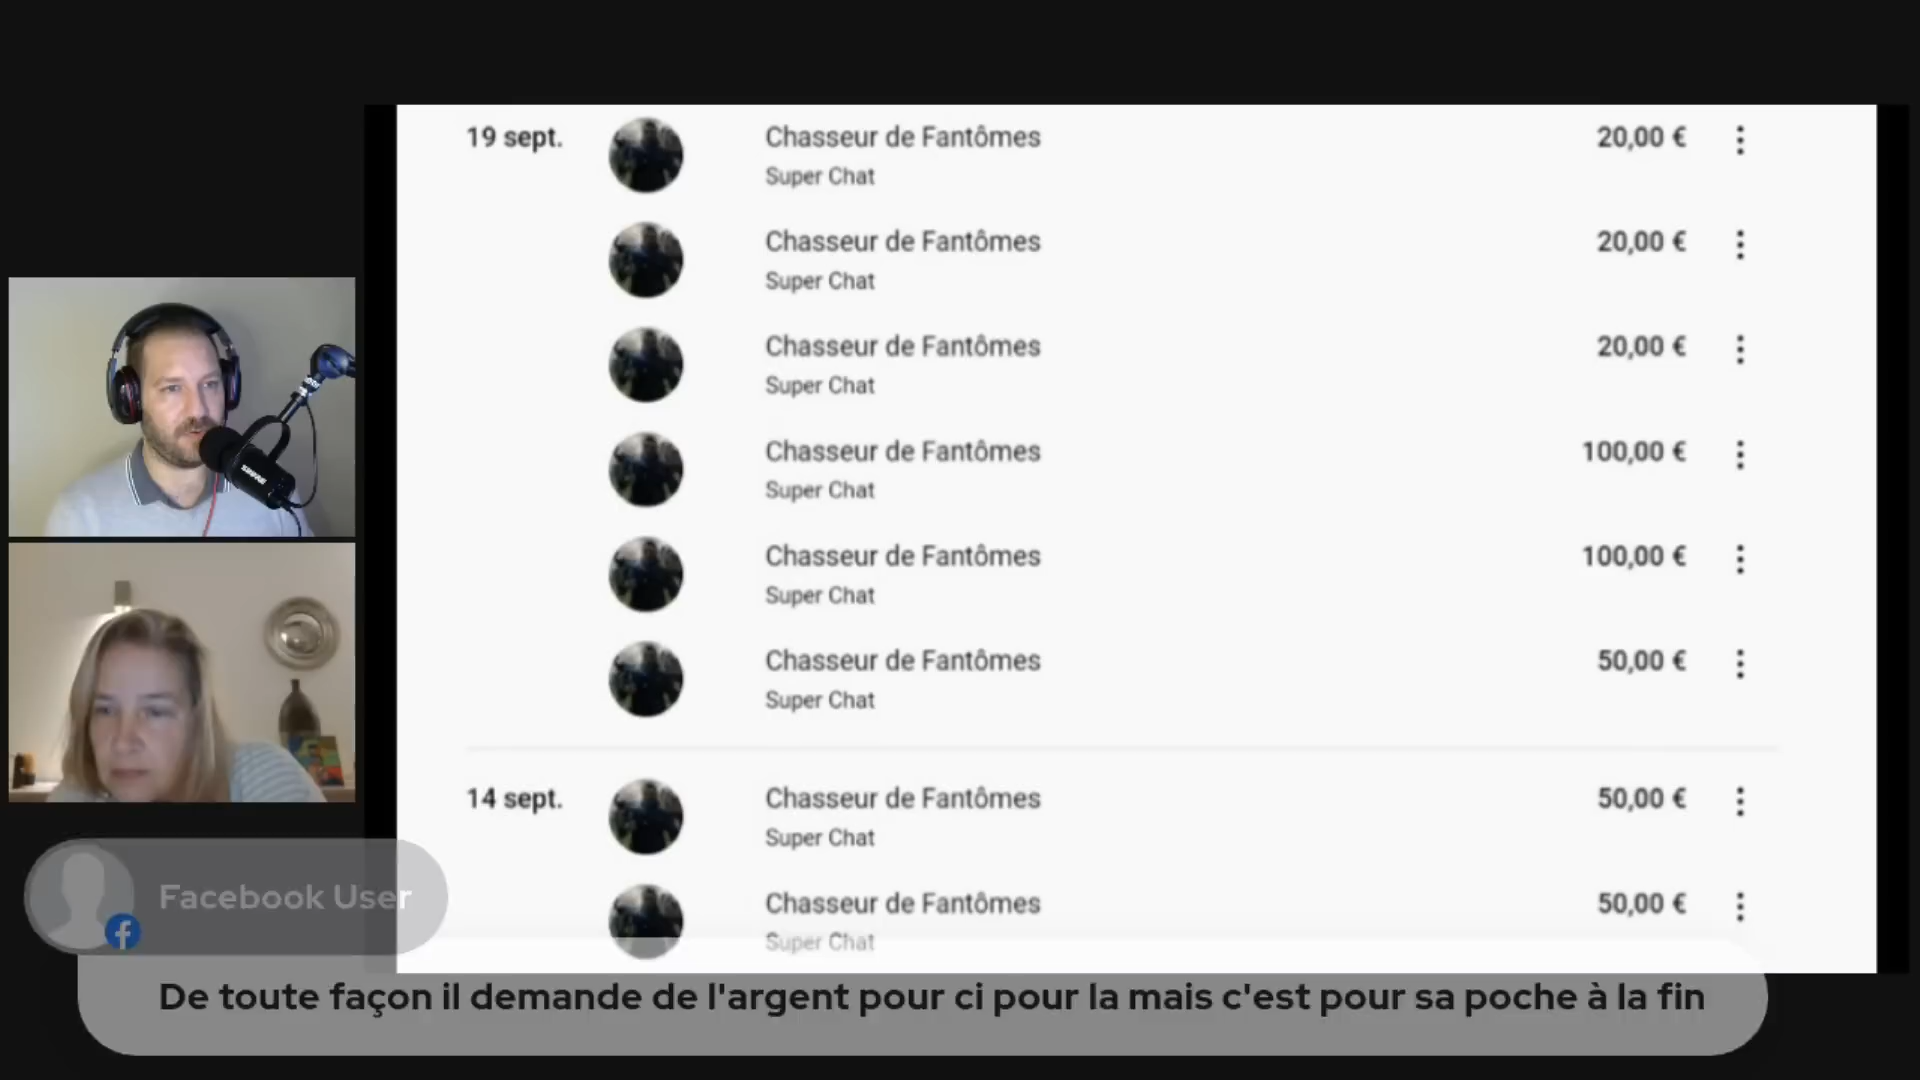 19 sept.
Chasseur de Fantômes
20,00 €
Super Chat
Chasseur de Fantômes
20,00 €
Super Chat
Chasseur de Fantômes
20,00 €
Super Chat
Chasseur de Fantômes
100,00 €
Super Chat
Chasseur de Fantômes
100,00 €
Super Chat
Chasseur de Fantômes
50,00 €
Super Chat
14 sept.
Chasseur de Fantômes
50,00 €
Super Chat
Chasseur de Fantômes
50,00 €
Super Chat
SHURE
Facebook User
De toute façon il demande de l'argent pour ci pour la mais c'est pour sa poche à la fin